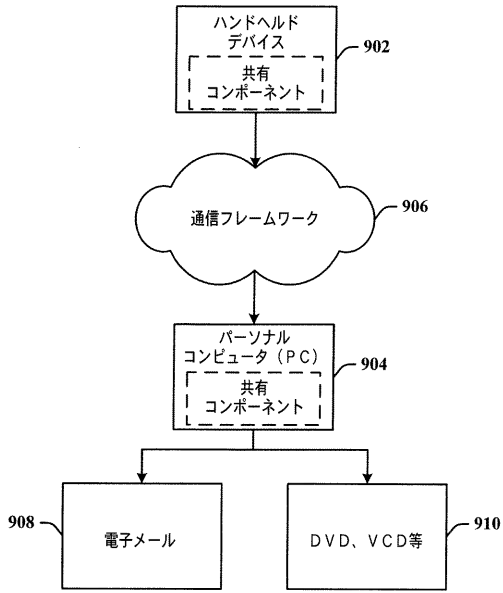 ハンドヘルド
デバイス
902
共有
コンポーネント
通信フレームワーク
906
パーソナル
コンピュータ（ＰＣ）
904
共有
コンポーネント
908
電子メール
ＤＶＤ、ＶＣＤ等
910